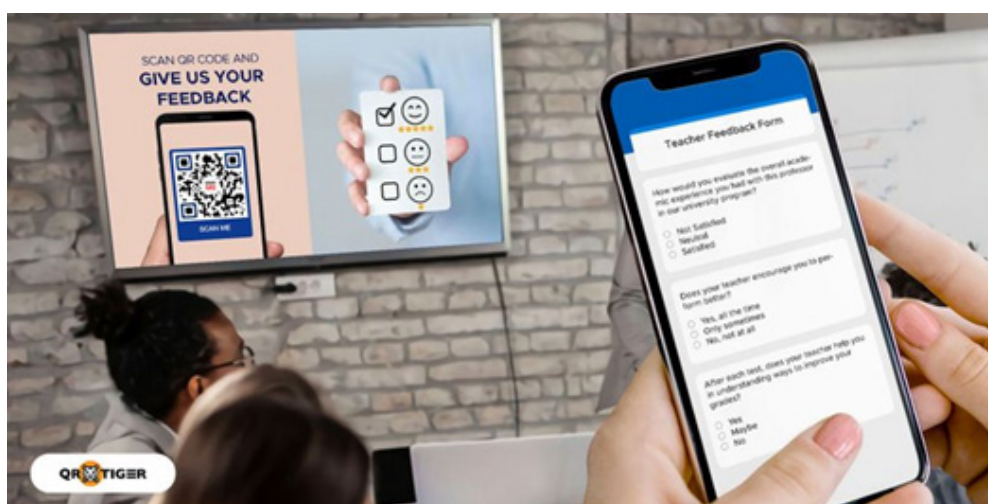 SCAN QR CODE AND
GIVE US YOUR
FEEDBACK
SCAN ME
Teacher Feedback Form
How would you evaluate the overall acade-
mic experience you had with this professor
in our university program?
Not Satisfied
Neutral
Satisfied
Does your teacher encourage you to per-
form better?
Yes, all the time
Only sometimes
No, not at all
After each test, does your teacher help you
in understanding ways to improve your
grades?
Yes
Maybe
No
QR TIGER